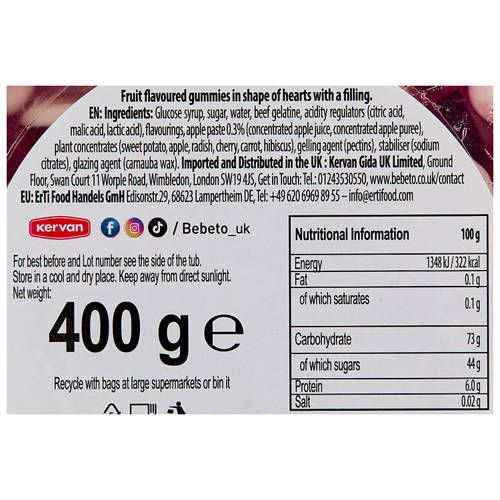 Fruit flavoured gummies in shape of hearts with a filling.
EN: Ingredients: Glucose syrup, sugar, water, beef gelatine, acidity regulators (citric acid,
malic acid, lactic acid), flavourings, apple paste 0.3% (concentrated apple juice, concentrated apple puree),
plant concentrates (sweet potato, apple, radish, cherry, carrot, hibiscus), gelling agent (pectins), stabiliser (sodium
citrates), glazing agent (carnauba wax). Imported and Distributed in the UK : Kervan Gida UK Limited, Ground
Floor, Swan Court 11 Worple Road, Wimbledon, London SW19 4JS, Get in Touch: Tel.: 01243530550, www.bebeto.co.uk/contact
EU: ErTi Food Handels GmbH Edisonstr.29, 68623 Lampertheim DE, Tel: +49 620 6969 89 55 – info@ertifood.com
KERVAN / Bebeto_uk
For best before and Lot number see the side of the tub.
Store in a cool and dry place. Keep away from direct sunlight.
Net weight:
400 g e
Recycle with bags at large supermarkets or bin it
Nutritional Information 100 g
Energy 1348 kJ/ 322 kcal
Fat 0.1 g
of which saturates 0.1 g
Carbohydrate 73 g
of which sugars 44 g
Protein 6.0 g
Salt 0.02 g